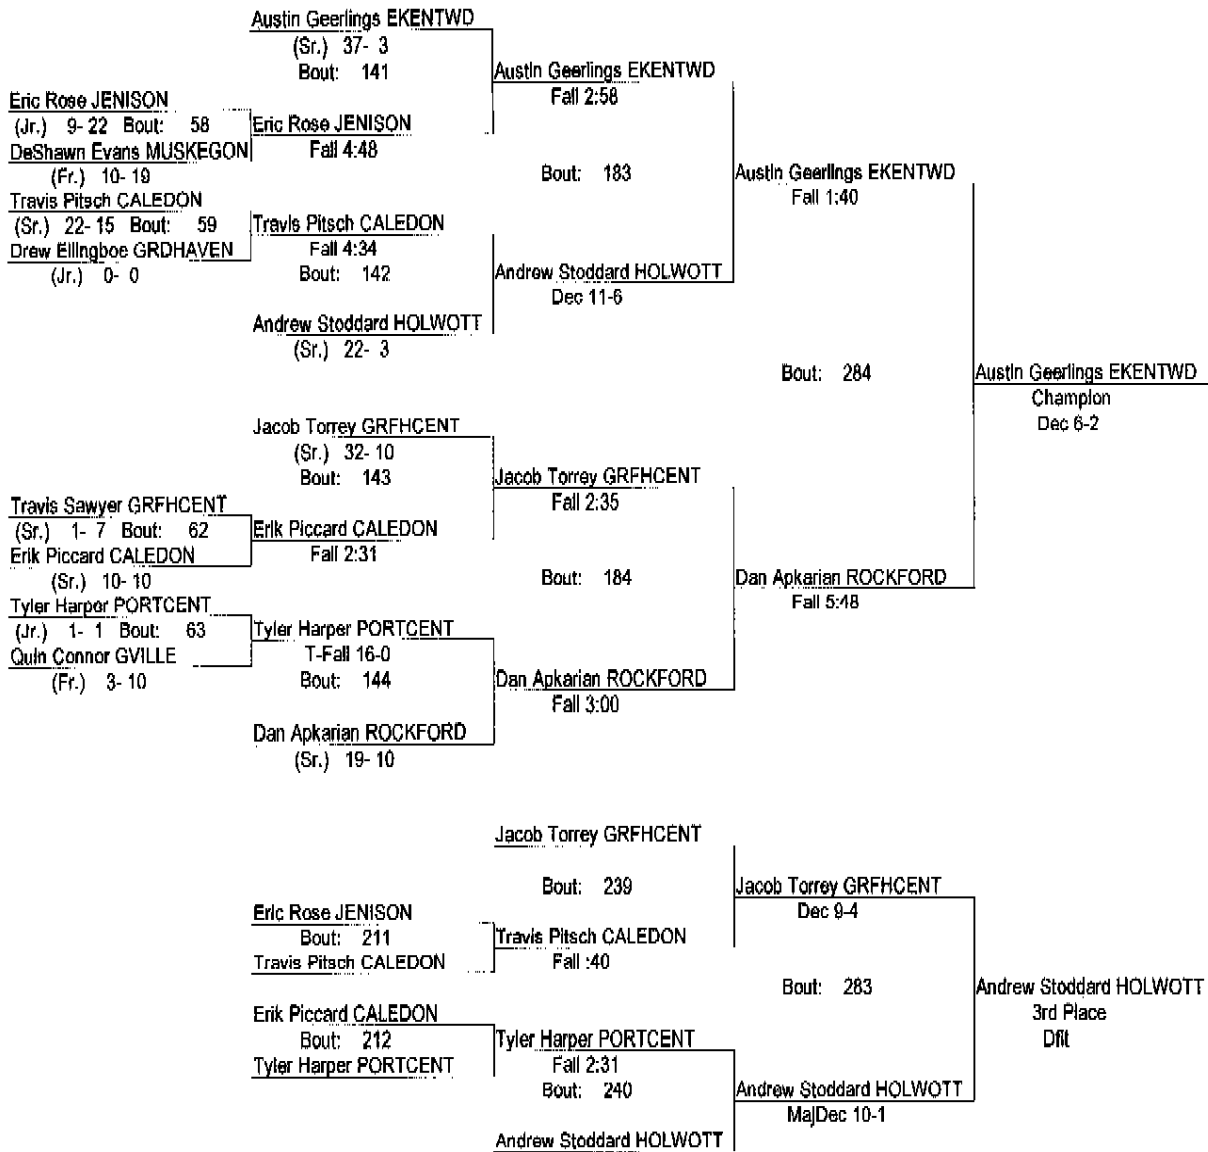 Austin Geerlings EKENTWD
(Sr.) 37- 3
Bout: 141
Austin Geerlings EKENTWD
Fall 2:58
Eric Rose JENISON
(Jr.) 9- 22 Bout: 58
Eric Rose JENISON
DeShawn Evans MUSKEGON
Fall 4:48
(Fr.) 10- 19
Bout: 183
Austin Geerlings EKENTWD
Fall 1:40
Travis Pitsch CALEDON
(Sr.) 22- 15 Bout: 59
Travis Pitsch CALEDON
Drew Ellingboe GRDHAVEN
Fall 4:34
(Jr.) 0- 0
Bout: 142
Andrew Stoddard HOLWOTT
Dec 11-6
Andrew Stoddard HOLWOTT
(Sr.) 22- 3
Bout: 284
Austin Geerlings EKENTWD
Champion
Dec 6-2
Jacob Torrey GRFHCENT
(Sr.) 32- 10
Bout: 143
Jacob Torrey GRFHCENT
Fall 2:35
Travis Sawyer GRFHCENT
(Sr.) 1- 7 Bout: 62
Erik Piccard CALEDON
Erik Piccard CALEDON
Fall 2:31
(Sr.) 10- 10
Bout: 184
Dan Apkarian ROCKFORD
Fall 5:48
Tyler Harper PORTCENT
(Jr.) 1- 1 Bout: 63
Tyler Harper PORTCENT
Quin Connor GVILLE
T-Fall 16-0
(Fr.) 3- 10
Bout: 144
Dan Apkarian ROCKFORD
Fall 3:00
Dan Apkarian ROCKFORD
(Sr.) 19- 10
Jacob Torrey GRFHCENT
Bout: 239
Jacob Torrey GRFHCENT
Dec 9-4
Eric Rose JENISON
Bout: 211
Travis Pitsch CALEDON
Travis Pitsch CALEDON
Fall :40
Bout: 283
Andrew Stoddard HOLWOTT
3rd Place
Dflt
Erik Piccard CALEDON
Bout: 212
Tyler Harper PORTCENT
Tyler Harper PORTCENT
Fall 2:31
Bout: 240
Andrew Stoddard HOLWOTT
MajDec 10-1
Andrew Stoddard HOLWOTT